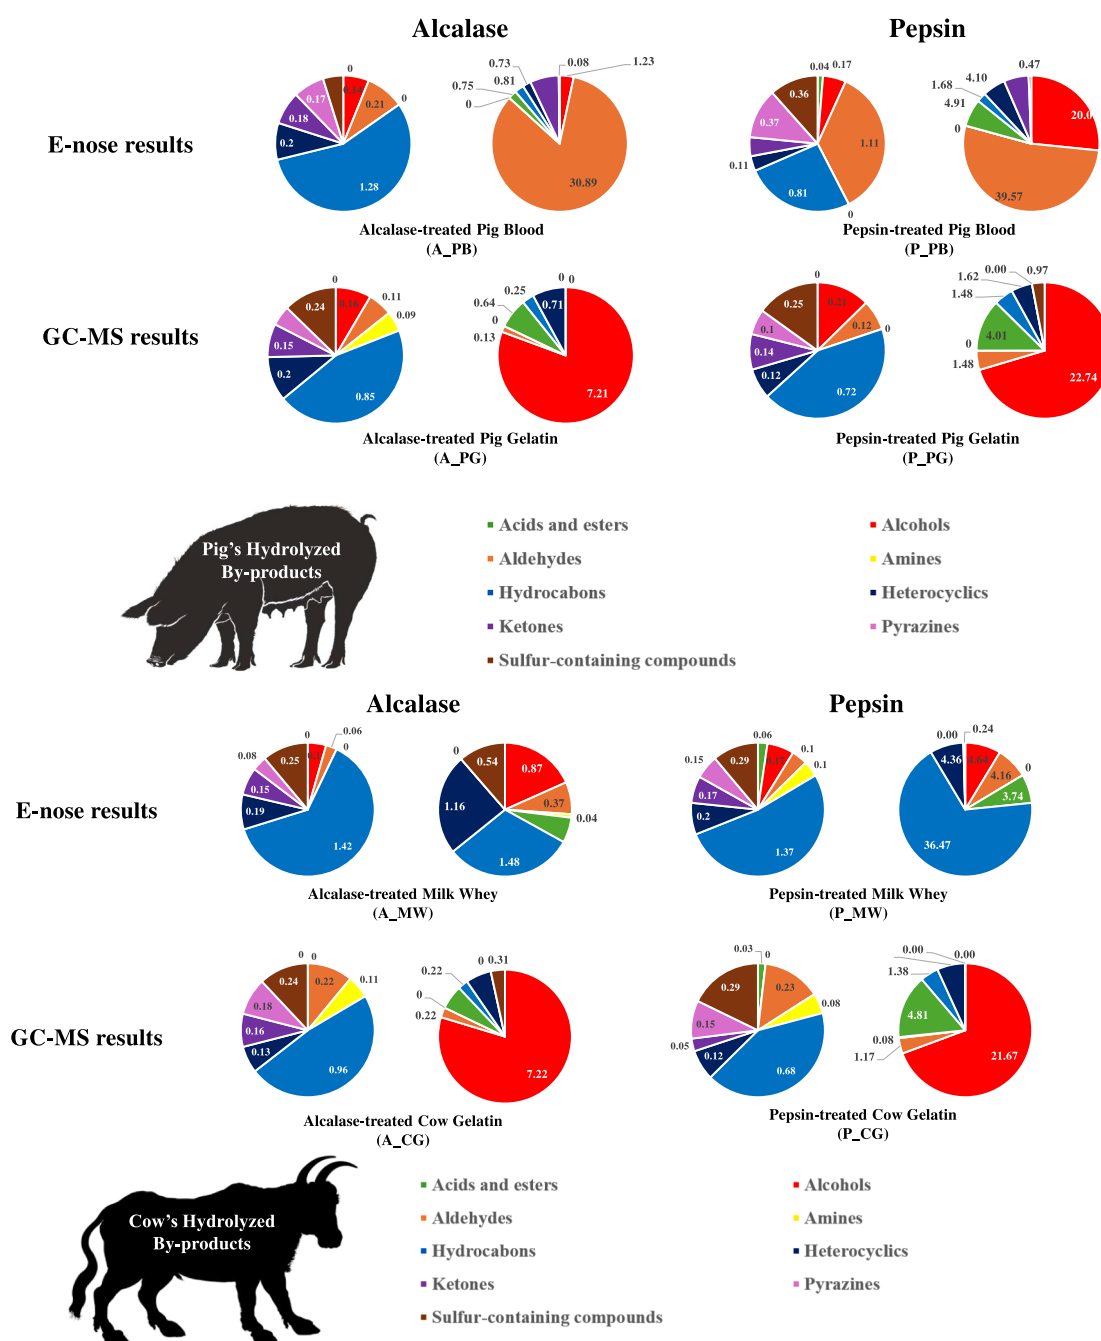 Alcalase
Pepsin
E-nose results
0
0.14
0.21
0
1.28
0.2
0.18
0.17
0.73
0.08
1.23
0.81
0.75
0
30.89
0.04
0.17
0.36
0.37
1.11
0.11
0.81
0
0.47
4.10
1.68
4.91
0
20.0
39.57
Alcalase-treated Pig Blood
(A_PB)
Pepsin-treated Pig Blood
(P_PB)
GC-MS results
0
0.16
0.11
0.09
0.24
0.15
0.2
0.85
0
0
0.25
0.71
0.64
0
0.13
7.21
0
0.21
0.12
0
0.25
0.1
0.14
0.12
0.72
0.00
0.97
1.62
1.48
4.01
0
1.48
22.74
Alcalase-treated Pig Gelatin
(A_PG)
Pepsin-treated Pig Gelatin
(P_PG)
Pig's Hydrolyzed
By-products
Acids and esters
Alcohols
Aldehydes
Amines
Hydrocabons
Heterocyclics
Ketones
Pyrazines
Sulfur-containing compounds
Alcalase
Pepsin
E-nose results
0
0.1
0.06
0
0.25
0.08
0.15
0.19
1.42
0
0.54
0.87
0.37
0.04
1.16
1.48
0.06
0.17
0.1
0.1
0.29
0.15
0.17
0.2
1.37
0.00
0.24
4.36
4.64
4.16
0
3.74
36.47
Alcalase-treated Milk Whey
(A_MW)
Pepsin-treated Milk Whey
(P_MW)
GC-MS results
0
0
0.22
0.11
0.24
0.18
0.16
0.13
0.96
0
0.31
0.22
0
0.22
7.22
0.03
0
0.23
0.08
0.29
0.15
0.05
0.12
0.68
0.00
0.00
1.38
4.81
0.08
1.17
21.67
Alcalase-treated Cow Gelatin
(A_CG)
Pepsin-treated Cow Gelatin
(P_CG)
Cow's Hydrolyzed
By-products
Acids and esters
Alcohols
Aldehydes
Amines
Hydrocabons
Heterocyclics
Ketones
Pyrazines
Sulfur-containing compounds